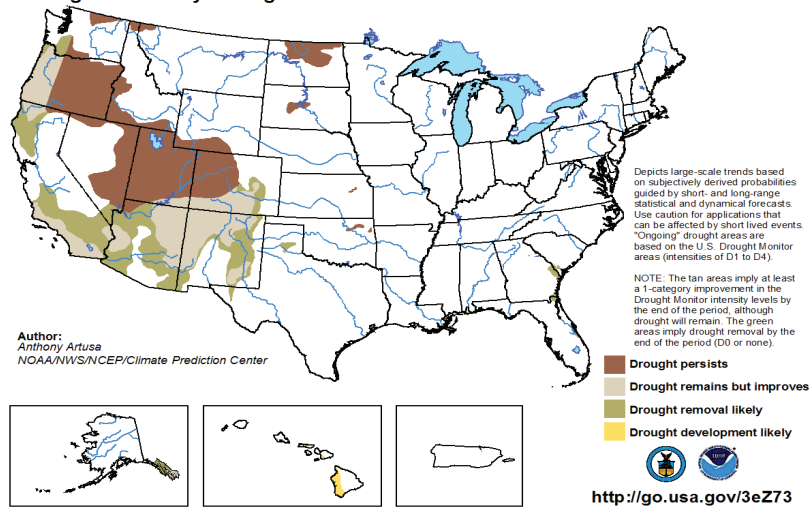 Depicts large-scale trends based
on subjectively derived probabilities
guided by short- and long-range
statistical and dynamical forecasts.
Use caution for applications that
can be affected by short lived events.
"Ongoing" drought areas are
based on the U.S. Drought Monitor
areas (intensities of D1 to D4).
NOTE: The tan areas imply at least
a 1-category improvement in the
Drought Monitor intensity levels by
the end of the period, although
drought will remain. The green
areas imply drought removal by the
end of the period (D0 or none).
Author:
Anthony Artusa
NOAA/NWS/NCEP/Climate Prediction Center
Drought persists
Drought remains but improves
Drought removal likely
Drought development likely
http://go.usa.gov/3eZ73